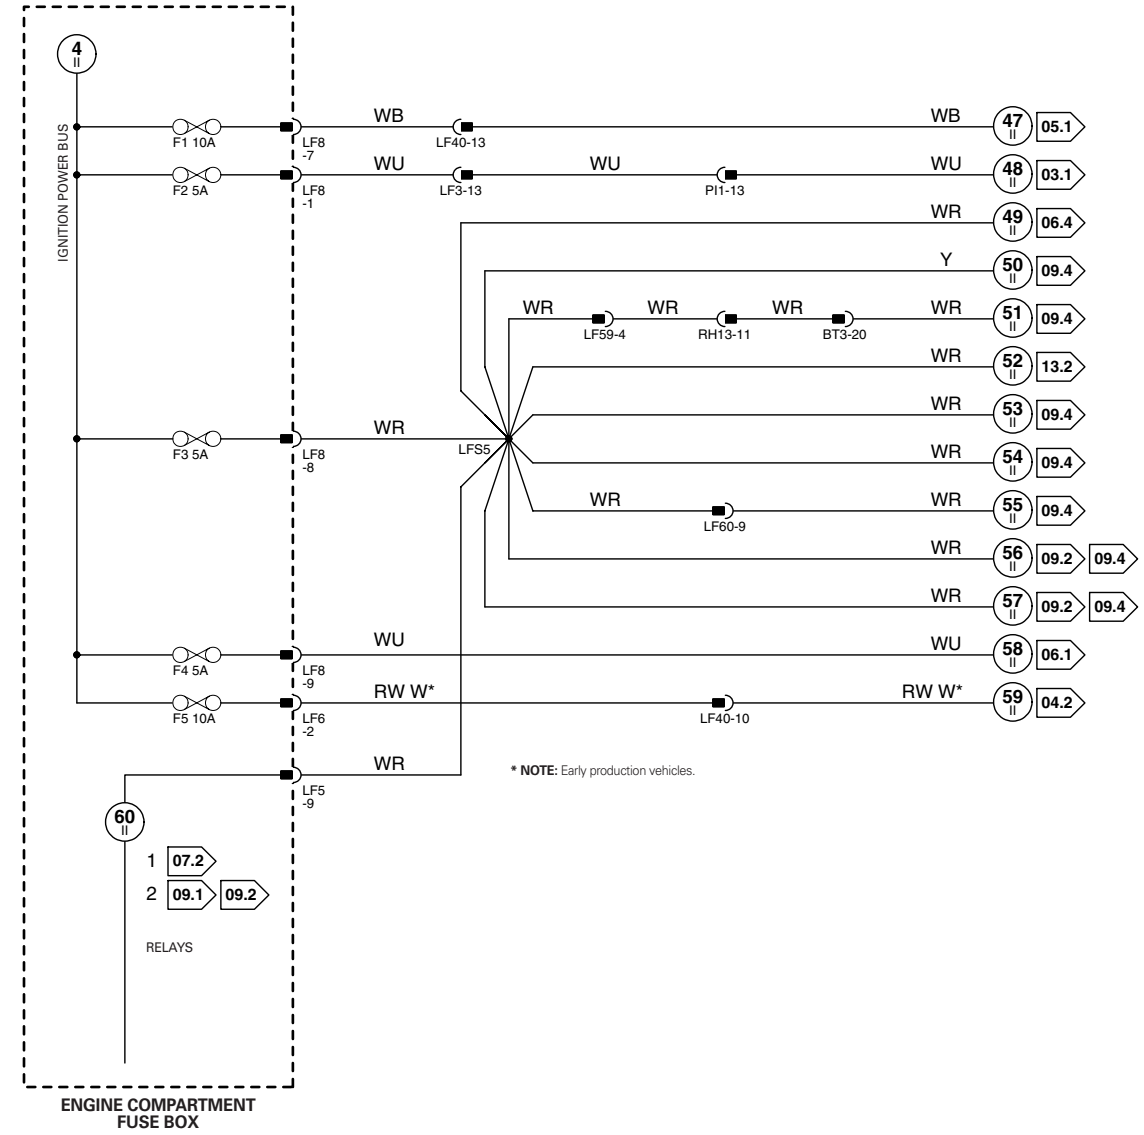 4
II
IGNITION POWER BUS
F1 10A
LF8
-7
WB
LF40-13
WB
47
II
05.1
F2 5A
LF8
-1
WU
LF3-13
WU
PI1-13
WU
48
II
03.1
WR
49
II
06.4
Y
50
II
09.4
WR
LF59-4
WR
RH13-11
WR
BT3-20
WR
51
II
09.4
WR
52
II
13.2
WR
53
II
09.4
F3 5A
LF8
-8
WR
LFS5
WR
54
II
09.4
WR
LF60-9
WR
55
II
09.4
WR
56
II
09.2 09.4
WR
57
II
09.2 09.4
F4 5A
LF8
-9
WU
WU
58
II
06.1
F5 10A
LF6
-2
RW W*
LF40-10
RW W*
59
II
04.2
WR
LF5
-9
* NOTE: Early production vehicles.
60
II
1 07.2
2 09.1 09.2
RELAYS
ENGINE COMPARTMENT
FUSE BOX